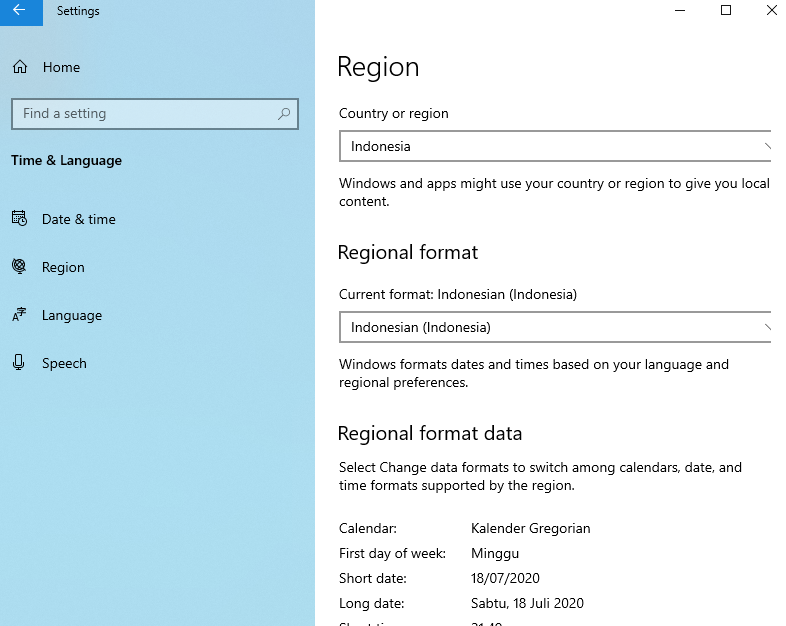 Settings
Home
Find a setting
Time & Language
Date & time
Region
Language
Speech
Region
Country or region
Indonesia
Windows and apps might use your country or region to give you local
content.
Regional format
Current format: Indonesian (Indonesia)
Indonesian (Indonesia)
Windows formats dates and times based on your language and
regional preferences.
Regional format data
Select Change data formats to switch among calendars, date, and
time formats supported by the region.
Calendar: Kalender Gregorian
First day of week: Minggu
Short date: 18/07/2020
Long date: Sabtu, 18 Juli 2020